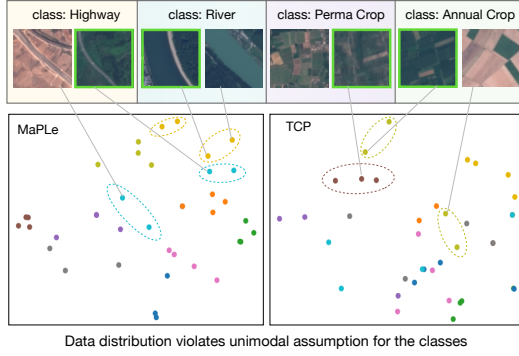 class: Highway
class: River
class: Perma Crop
class: Annual Crop
MaPLe
TCP
Data distribution violates unimodal assumption for the classes